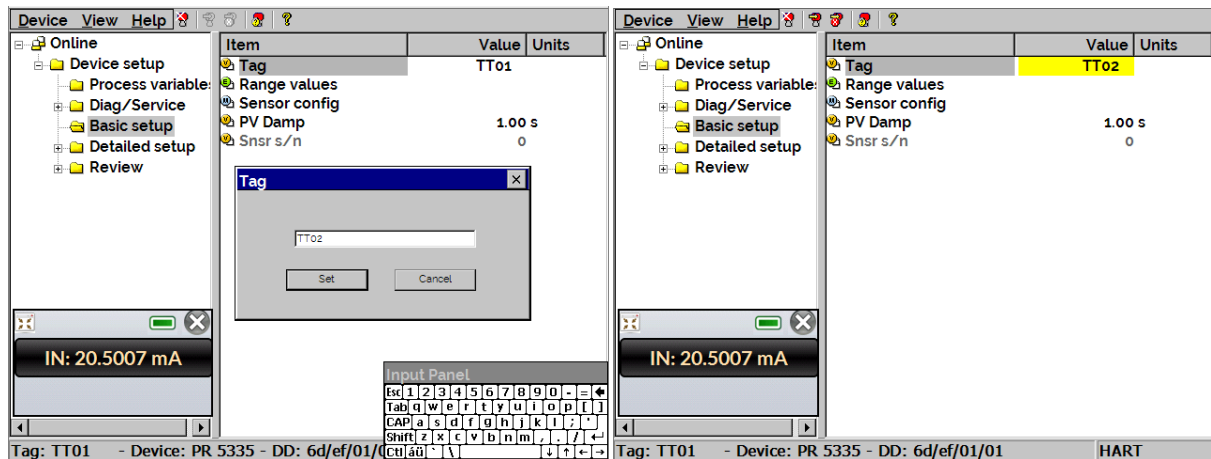 Device View Help
Online
Device setup
Process variable
Diag/Service
Basic setup
Detailed setup
Review
Item Value Units
Tag TT01
Range values
Sensor config
PV Damp 1.00 s
Snsr s/n 0
Tag
TT02
Set Cancel
IN: 20.5007 mA
Input Panel
Esc 1 2 3 4 5 6 7 8 9 0 - =
Tab q w e r t y u i o p [ ]
CAP a s d f g h j k l ; '
Shift z x c v b n m , . /
Ctl áü ` \
Tag: TT01 - Device: PR 5335 - DD: 6d/ef/01/0
Device View Help
Online
Device setup
Process variable
Diag/Service
Basic setup
Detailed setup
Review
Item Value Units
Tag TT02
Range values
Sensor config
PV Damp 1.00 s
Snsr s/n 0
IN: 20.5007 mA
Tag: TT01 - Device: PR 5335 - DD: 6d/ef/01/01 HART